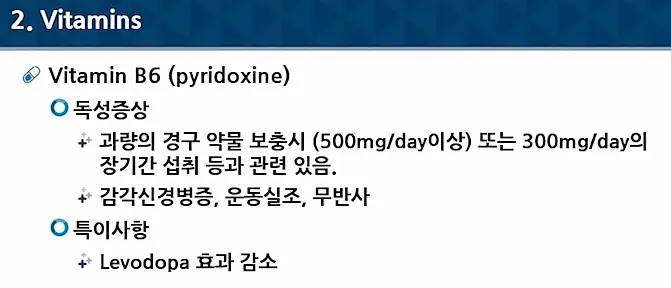 2. Vitamins
Vitamin B6 (pyridoxine)
독성증상
과량의 경구 약물 보충시 (500mg/day이상) 또는 300mg/day의
장기간 섭취 등과 관련 있음.
감각신경병증, 운동실조, 무반사
특이사항
Levodopa 효과 감소